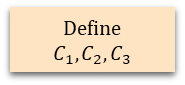 Define
𝐶₁, 𝐶₂, 𝐶₃